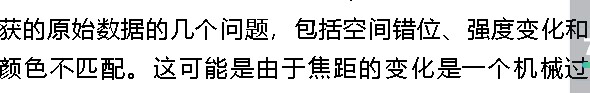 获的原始数据的几个问题，包括空间错位、强度变化和
颜色不匹配。这可能是由于焦距的变化是一个机械过